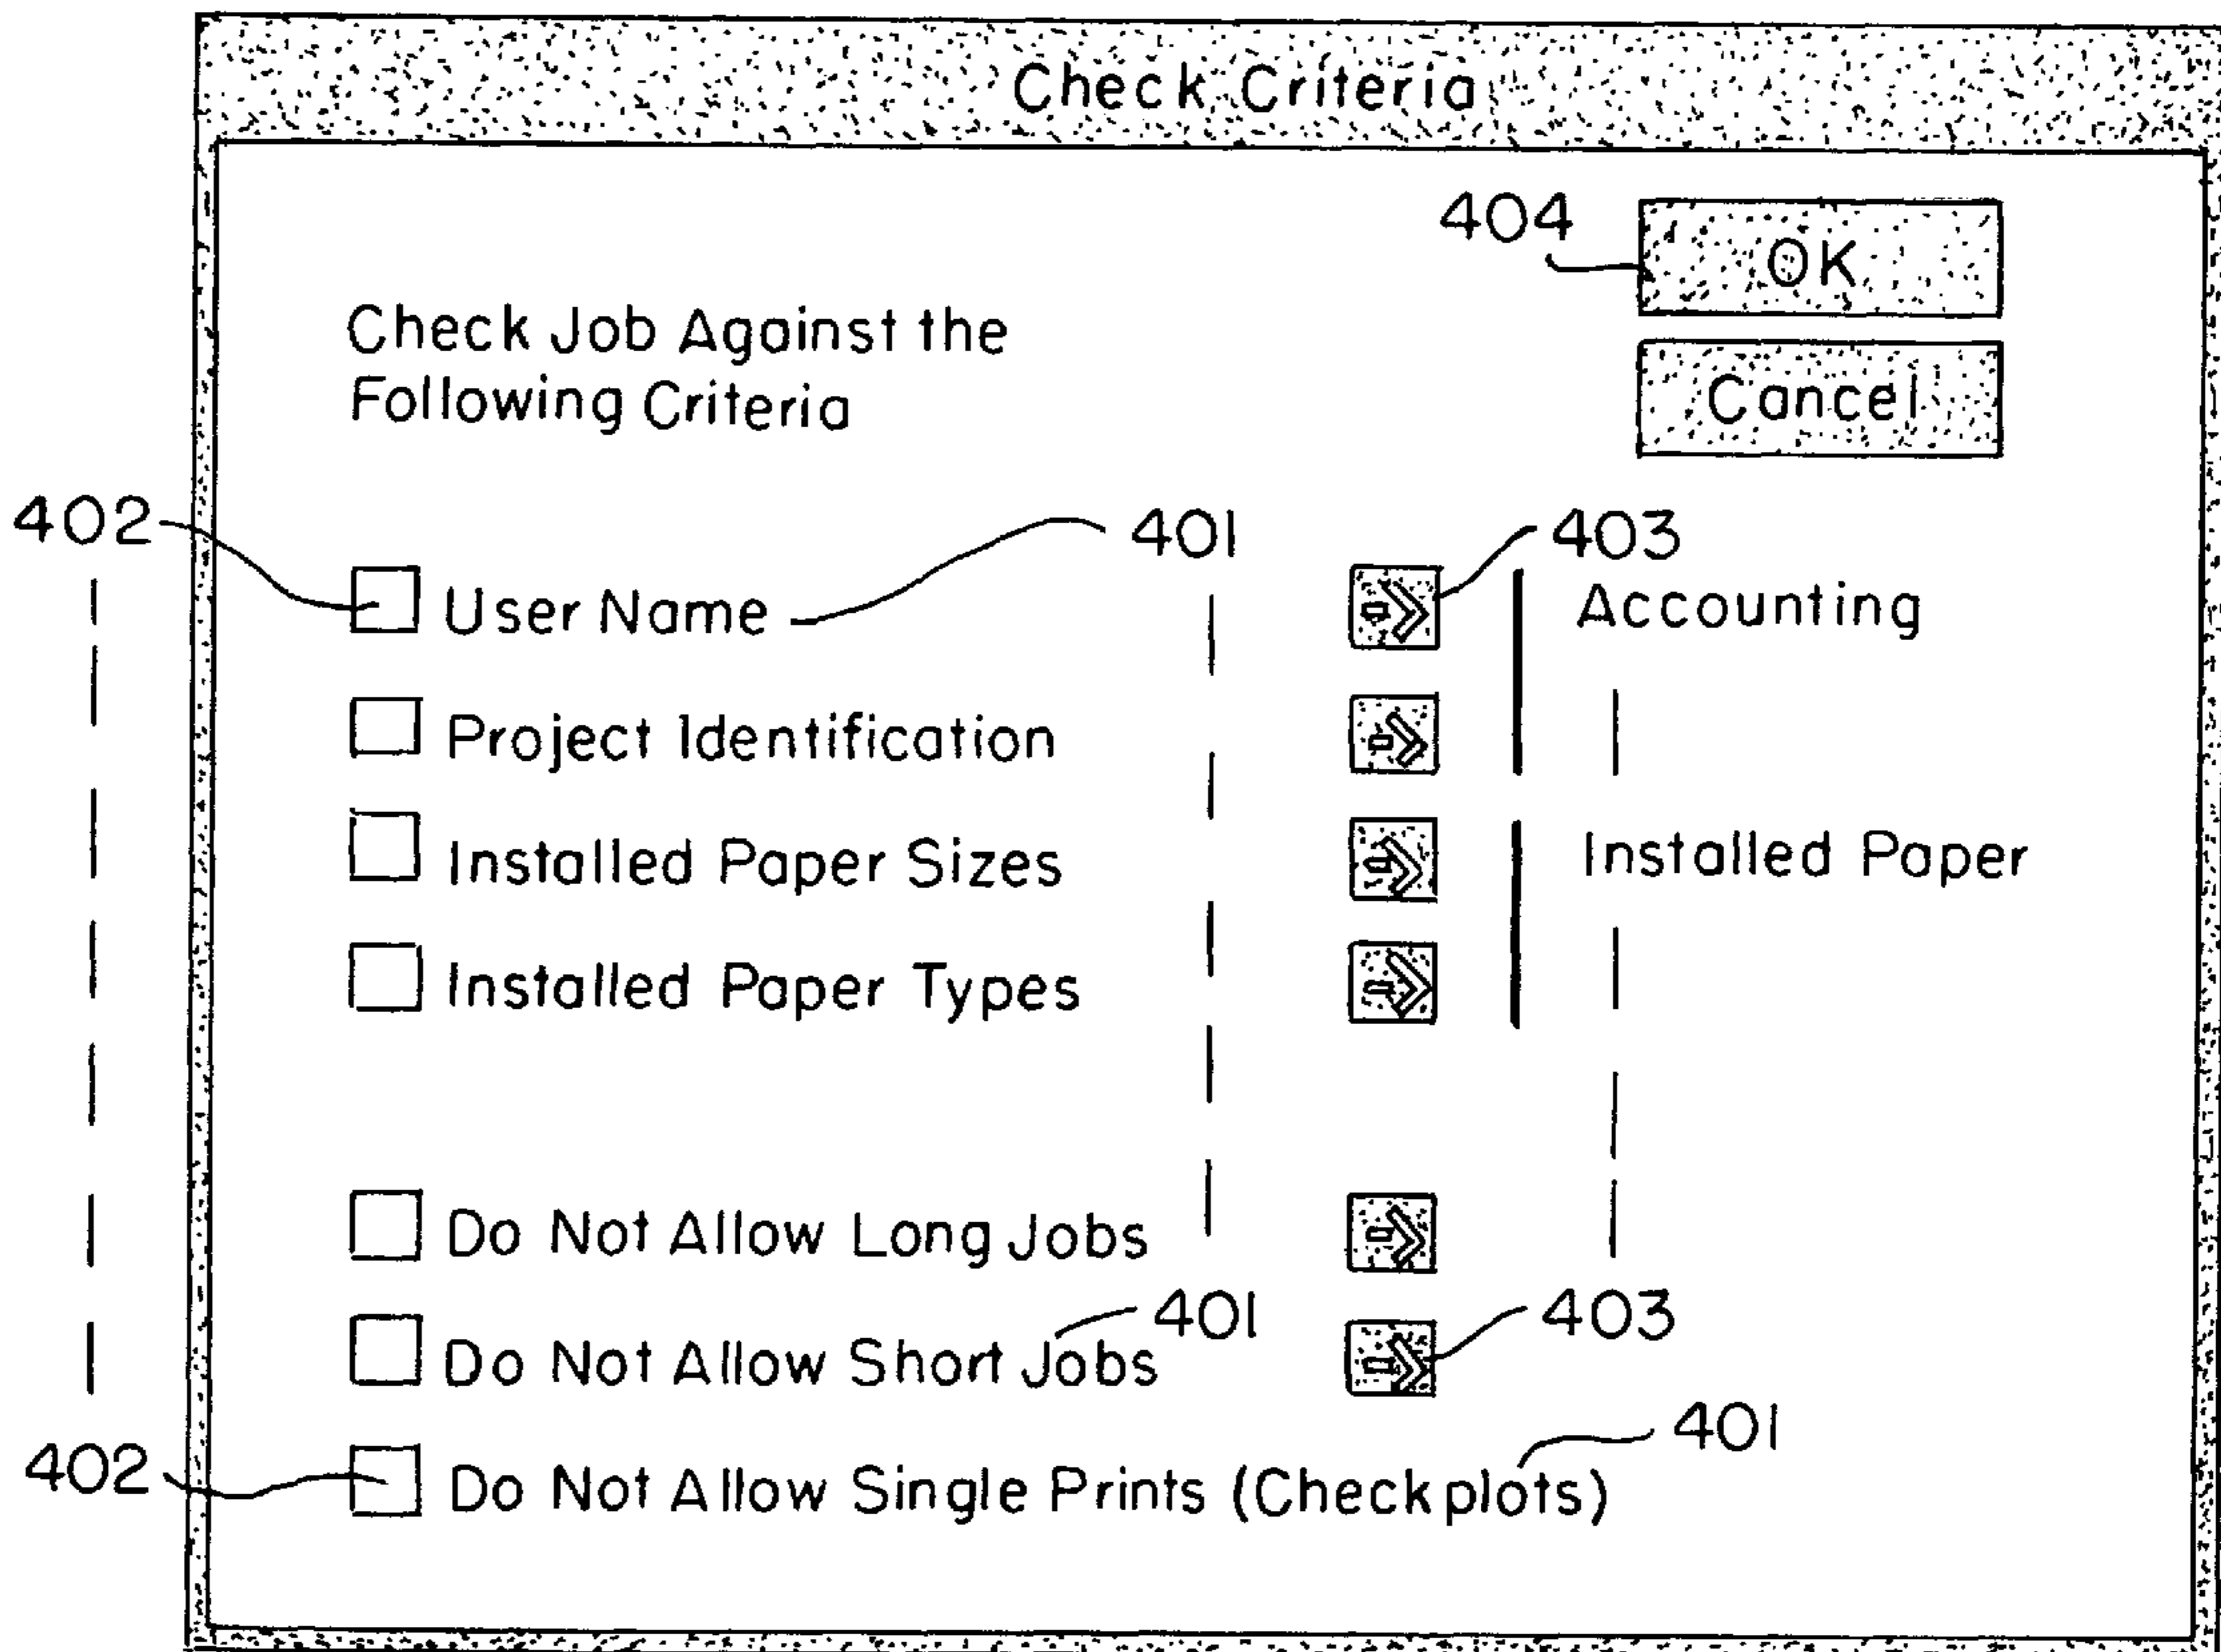 Check Criteria
404
OK
Check Job Against the
Following Criteria
Cancel
402
401
403
User Name
Accounting
Project Identification
Installed Paper Sizes
Installed Paper
Installed Paper Types
Do Not Allow Long Jobs
401
403
Do Not Allow Short Jobs
401
402
Do Not Allow Single Prints (Checkplots)